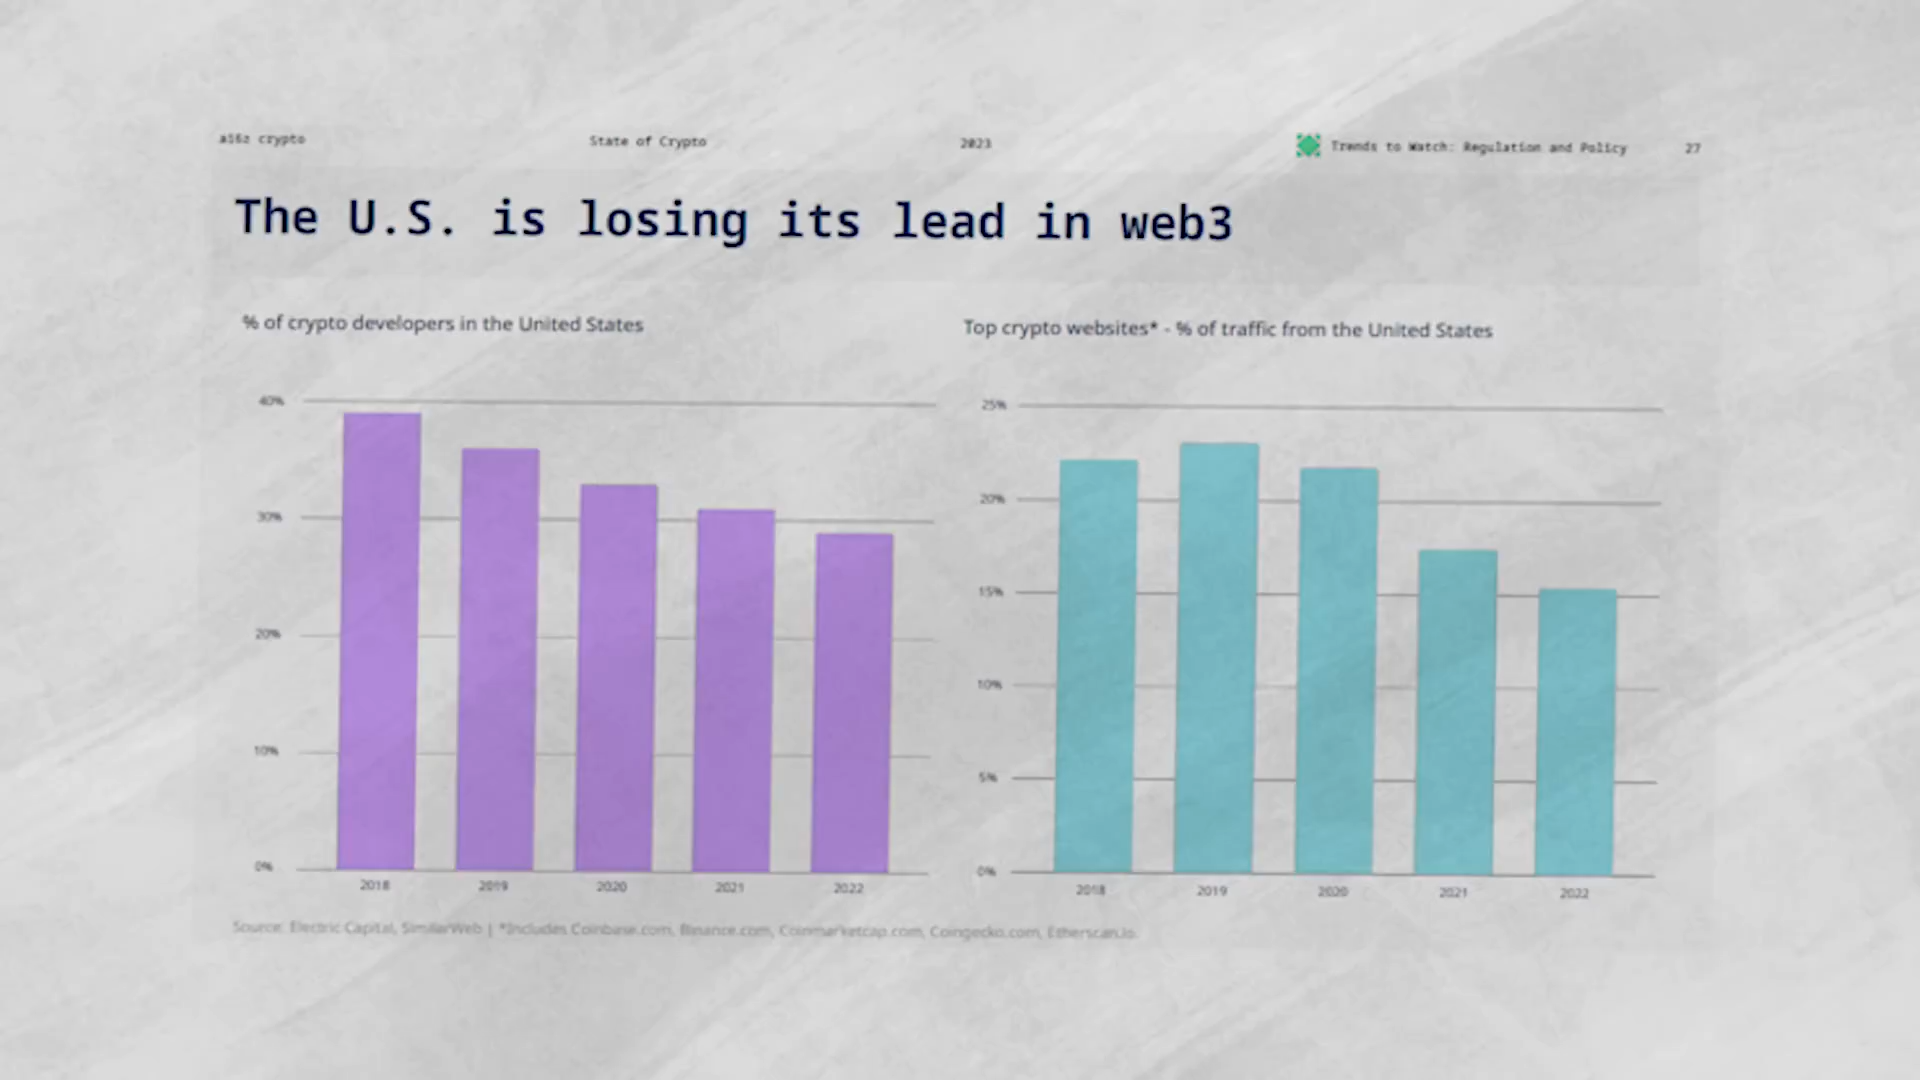 a16z crypto State of Crypto 2023 Trends to Watch: Regulation and Policy 27
The U.S. is losing its lead in web3
% of crypto developers in the United States
40%
30%
20%
10%
0%
2018 2019 2020 2021 2022
Top crypto websites* - % of traffic from the United States
25%
20%
15%
10%
5%
0%
2018 2019 2020 2021 2022
Source: Electric Capital, SimilarWeb | *Includes Coinbase.com, Binance.com, Coinmarketcap.com, Coingecko.com, Etherscan.io.